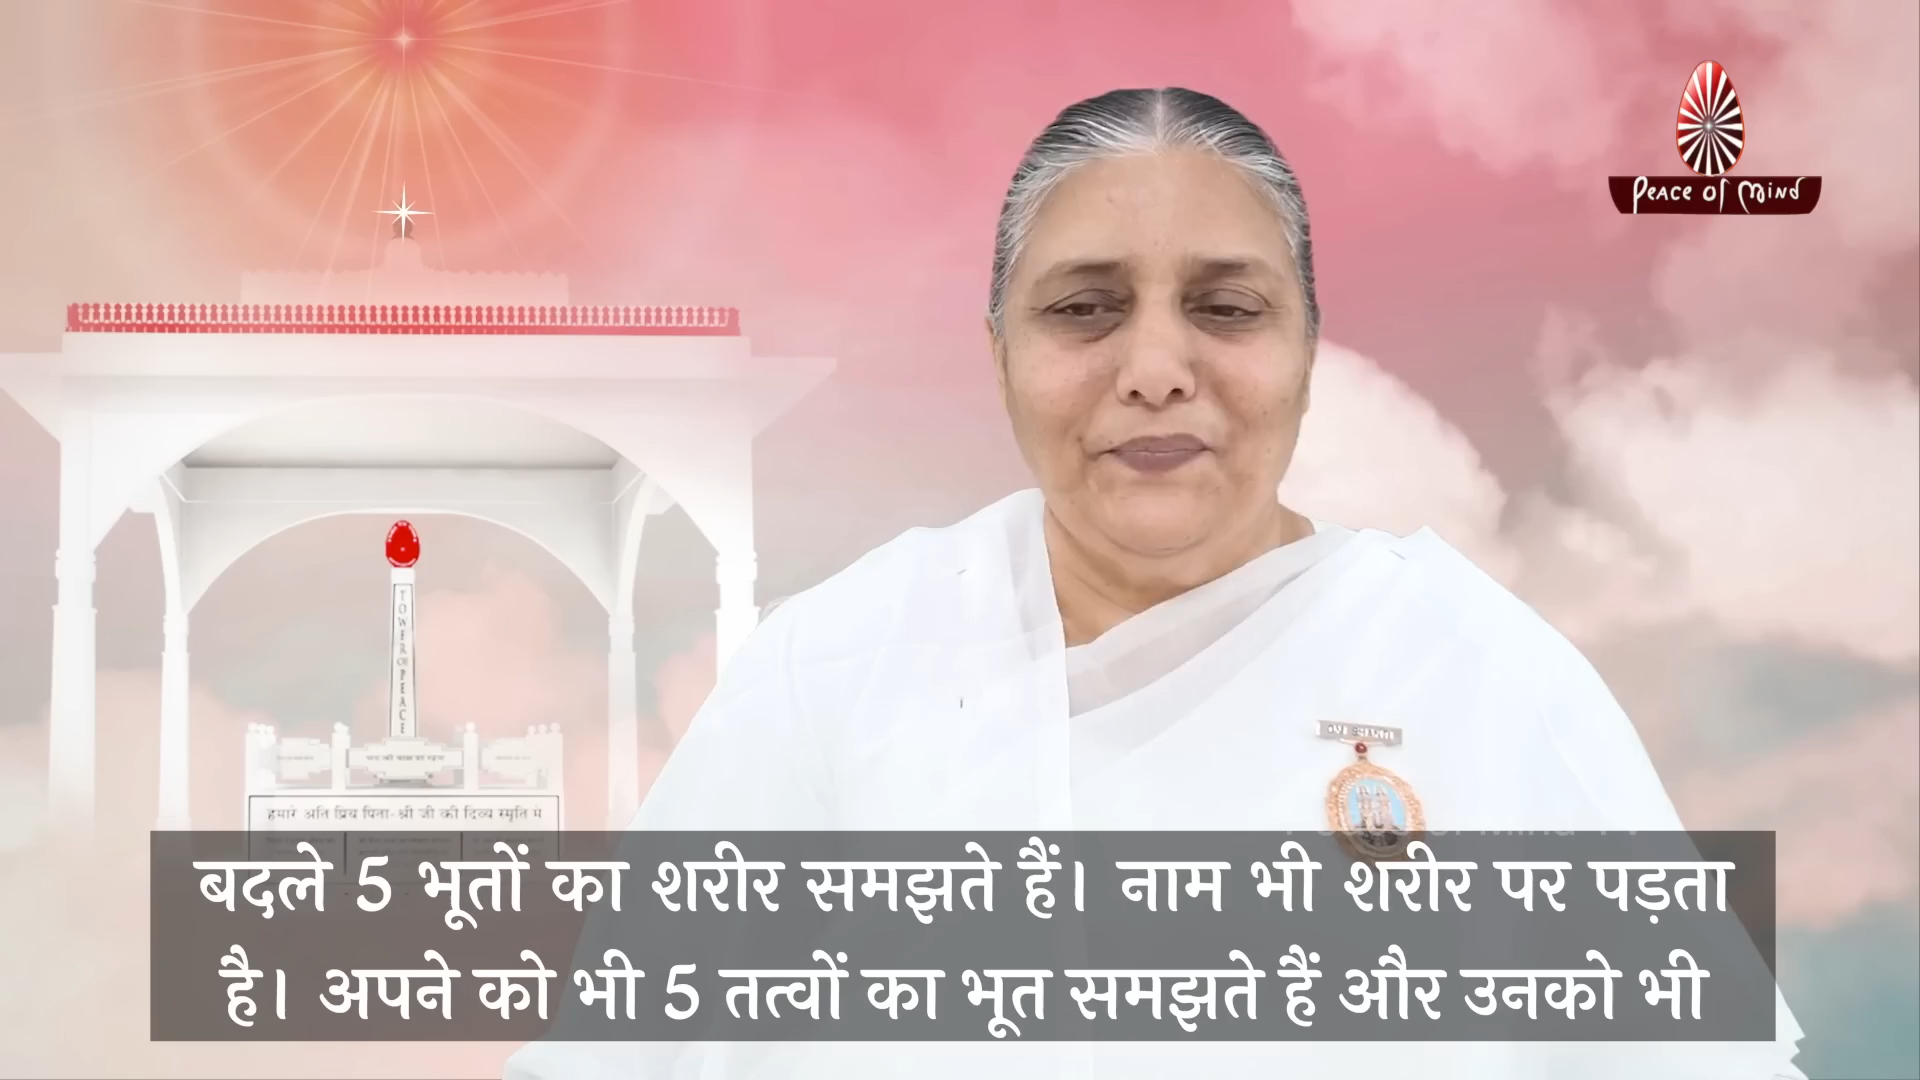 Peace of Mind
TOWER OF PEACE
हमारे अति प्रिय पिता-श्री जी की दिव्य स्मृति में
बदले 5 भूतों का शरीर समझते हैं। नाम भी शरीर पर पड़ता
है। अपने को भी 5 तत्वों का भूत समझते हैं और उनको भी